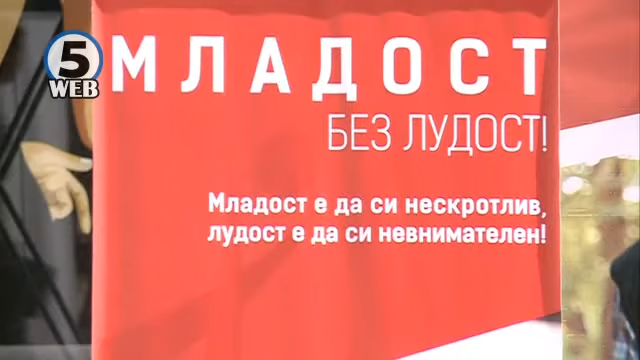 5
WEB
МЛАДОСТ
БЕЗ ЛУДОСТ!
Младост е да си нескротлив,
лудост е да си невнимателен!